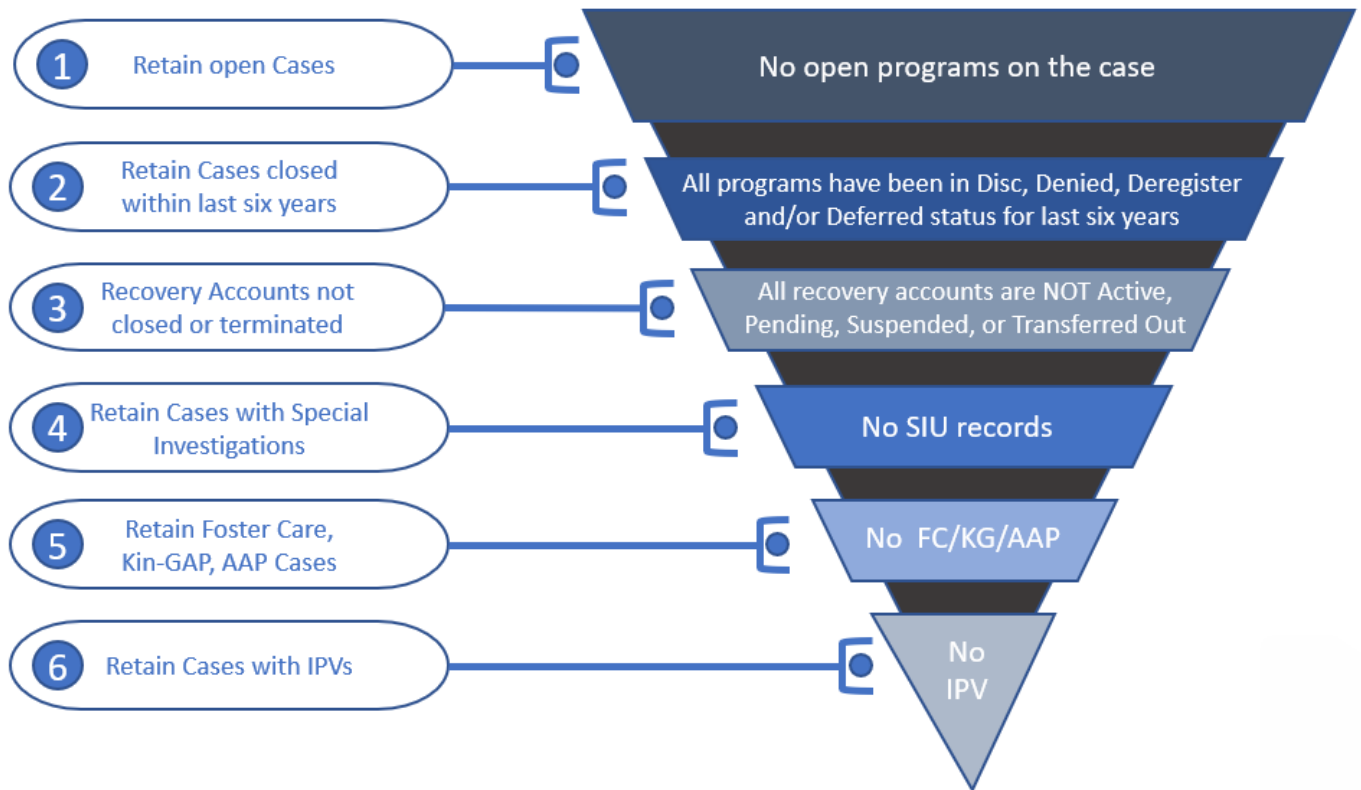 1
Retain open Cases
No open programs on the case
2
Retain Cases closed
within last six years
All programs have been in Disc, Denied, Deregister
and/or Deferred status for last six years
3
Recovery Accounts not
closed or terminated
All recovery accounts are NOT Active,
Pending, Suspended, or Transferred Out
4
Retain Cases with Special
Investigations
No SIU records
5
Retain Foster Care,
Kin-GAP, AAP Cases
No FC/KG/AAP
6
Retain Cases with IPVs
No
IPV